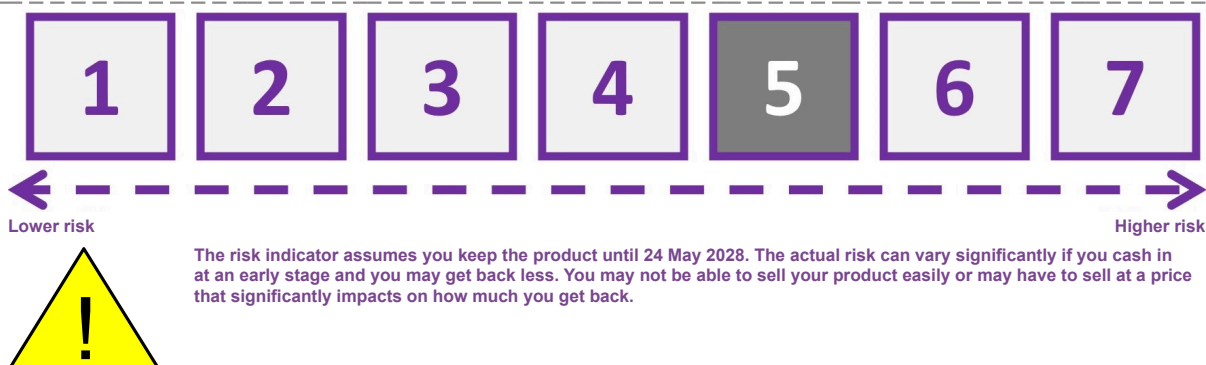 1 2 3 4 5 6 7
Lower risk Higher risk
The risk indicator assumes you keep the product until 24 May 2028. The actual risk can vary significantly if you cash in
at an early stage and you may get back less. You may not be able to sell your product easily or may have to sell at a price
that significantly impacts on how much you get back.
!